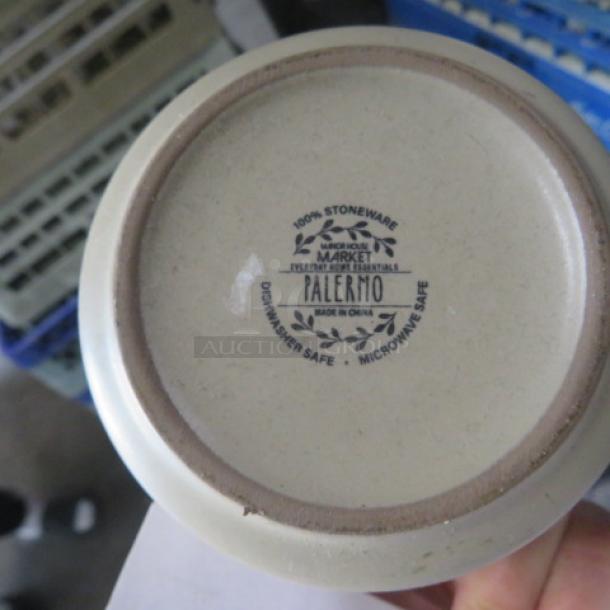 100% STONEWARE
MANOR HOUSE
MARKET
EVERYDAY HOME ESSENTIALS
PALERMO
MADE IN CHINA
DISHWASHER SAFE · MICROWAVE SAFE
AUCTION GROUP